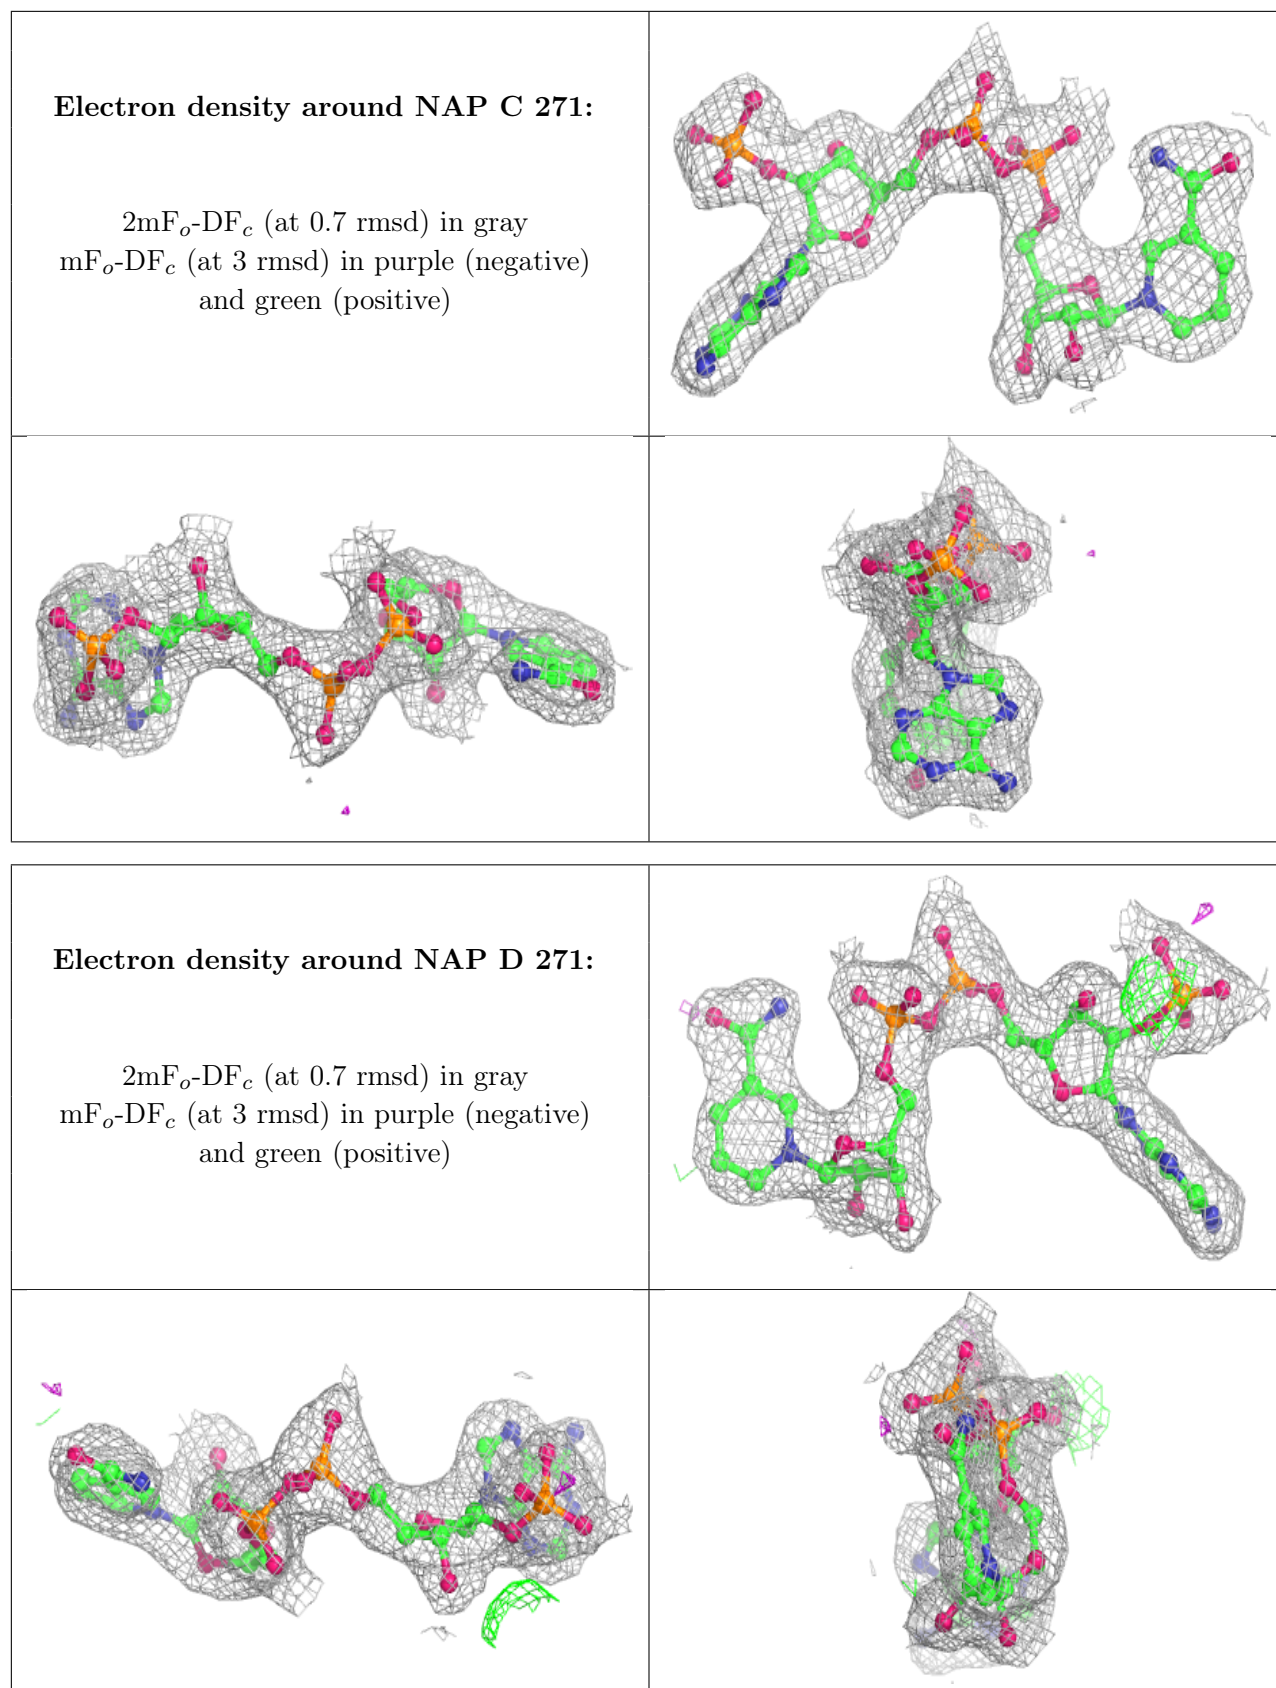 Electron density around NAP C 271:
2mFo-DFc (at 0.7 rmsd) in gray
mFo-DFc (at 3 rmsd) in purple (negative)
and green (positive)
Electron density around NAP D 271:
2mFo-DFc (at 0.7 rmsd) in gray
mFo-DFc (at 3 rmsd) in purple (negative)
and green (positive)